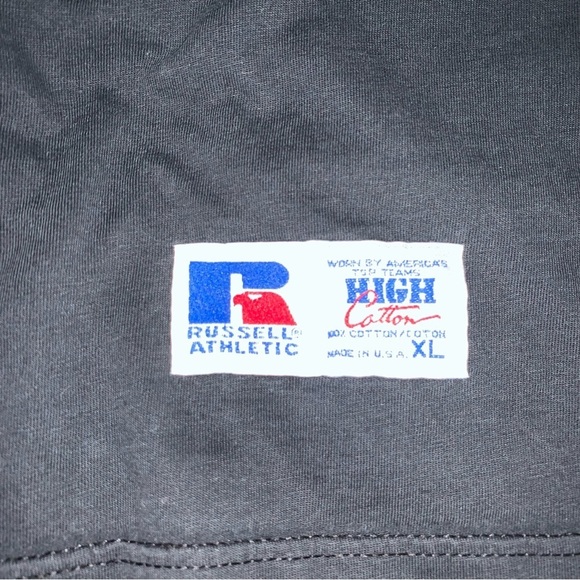 RUSSELL®
ATHLETIC
WORN BY AMERICA'S
TOP TEAMS
HIGH
Cotton
100% COTTON/COTON
MADE IN U.S.A. XL